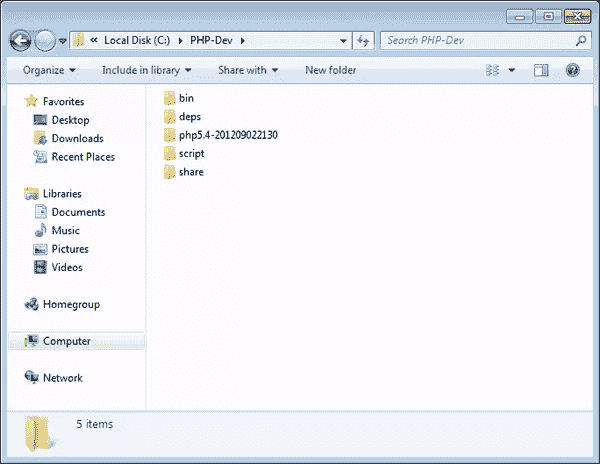 « Local Disk (C:) ▸ PHP-Dev ▸ Search PHP-Dev
Organize Include in library Share with New folder
Favorites
Desktop
Downloads
Recent Places
Libraries
Documents
Music
Pictures
Videos
Homegroup
Computer
Network
bin
deps
php5.4-201209022130
script
share
5 items